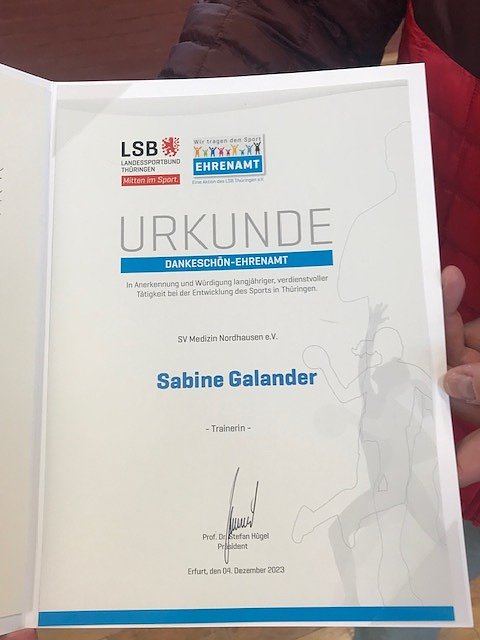 LSB
LANDESSPORTBUND
THÜRINGEN
Mitten im Sport.
Wir tragen den Sport
EHRENAMT
Eine Aktion des LSB Thüringen e.V.
URKUNDE
DANKESCHÖN-EHRENAMT
In Anerkennung und Würdigung langjähriger, verdienstvoller
Tätigkeit bei der Entwicklung des Sports in Thüringen.
SV Medizin Nordhausen e.V.
Sabine Galander
- Trainerin -
Prof. Dr. Stefan Hügel
Präsident
Erfurt, den 04. Dezember 2023